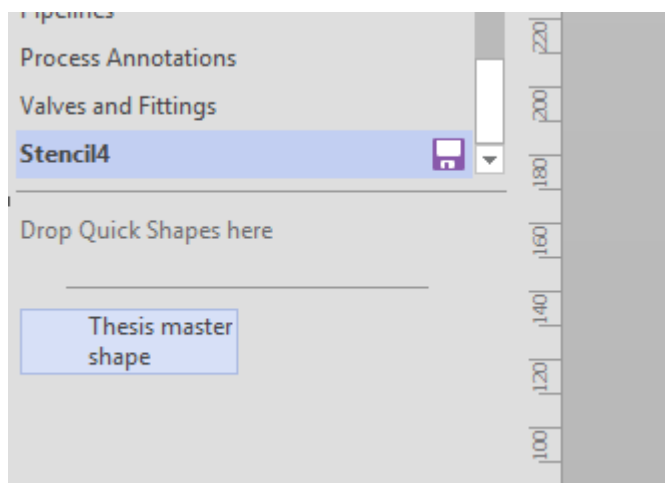 Pipelines
Process Annotations
Valves and Fittings
Stencil4
Drop Quick Shapes here
Thesis master
shape
220
200
180
160
140
120
100